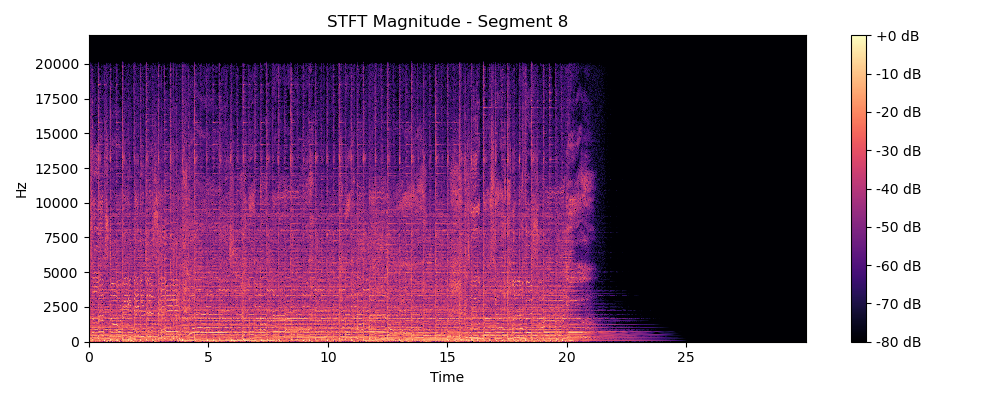 STFT Magnitude - Segment 8
Hz
20000
17500
15000
12500
10000
7500
5000
2500
0
0 5 10 15 20 25
Time
+0 dB
-10 dB
-20 dB
-30 dB
-40 dB
-50 dB
-60 dB
-70 dB
-80 dB